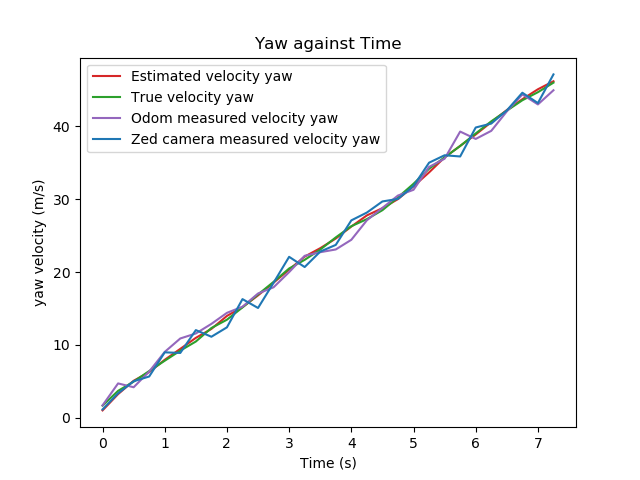 Yaw against Time
Estimated velocity yaw
True velocity yaw
Odom measured velocity yaw
Zed camera measured velocity yaw
yaw velocity (m/s)
40
30
20
10
0
0 1 2 3 4 5 6 7
Time (s)